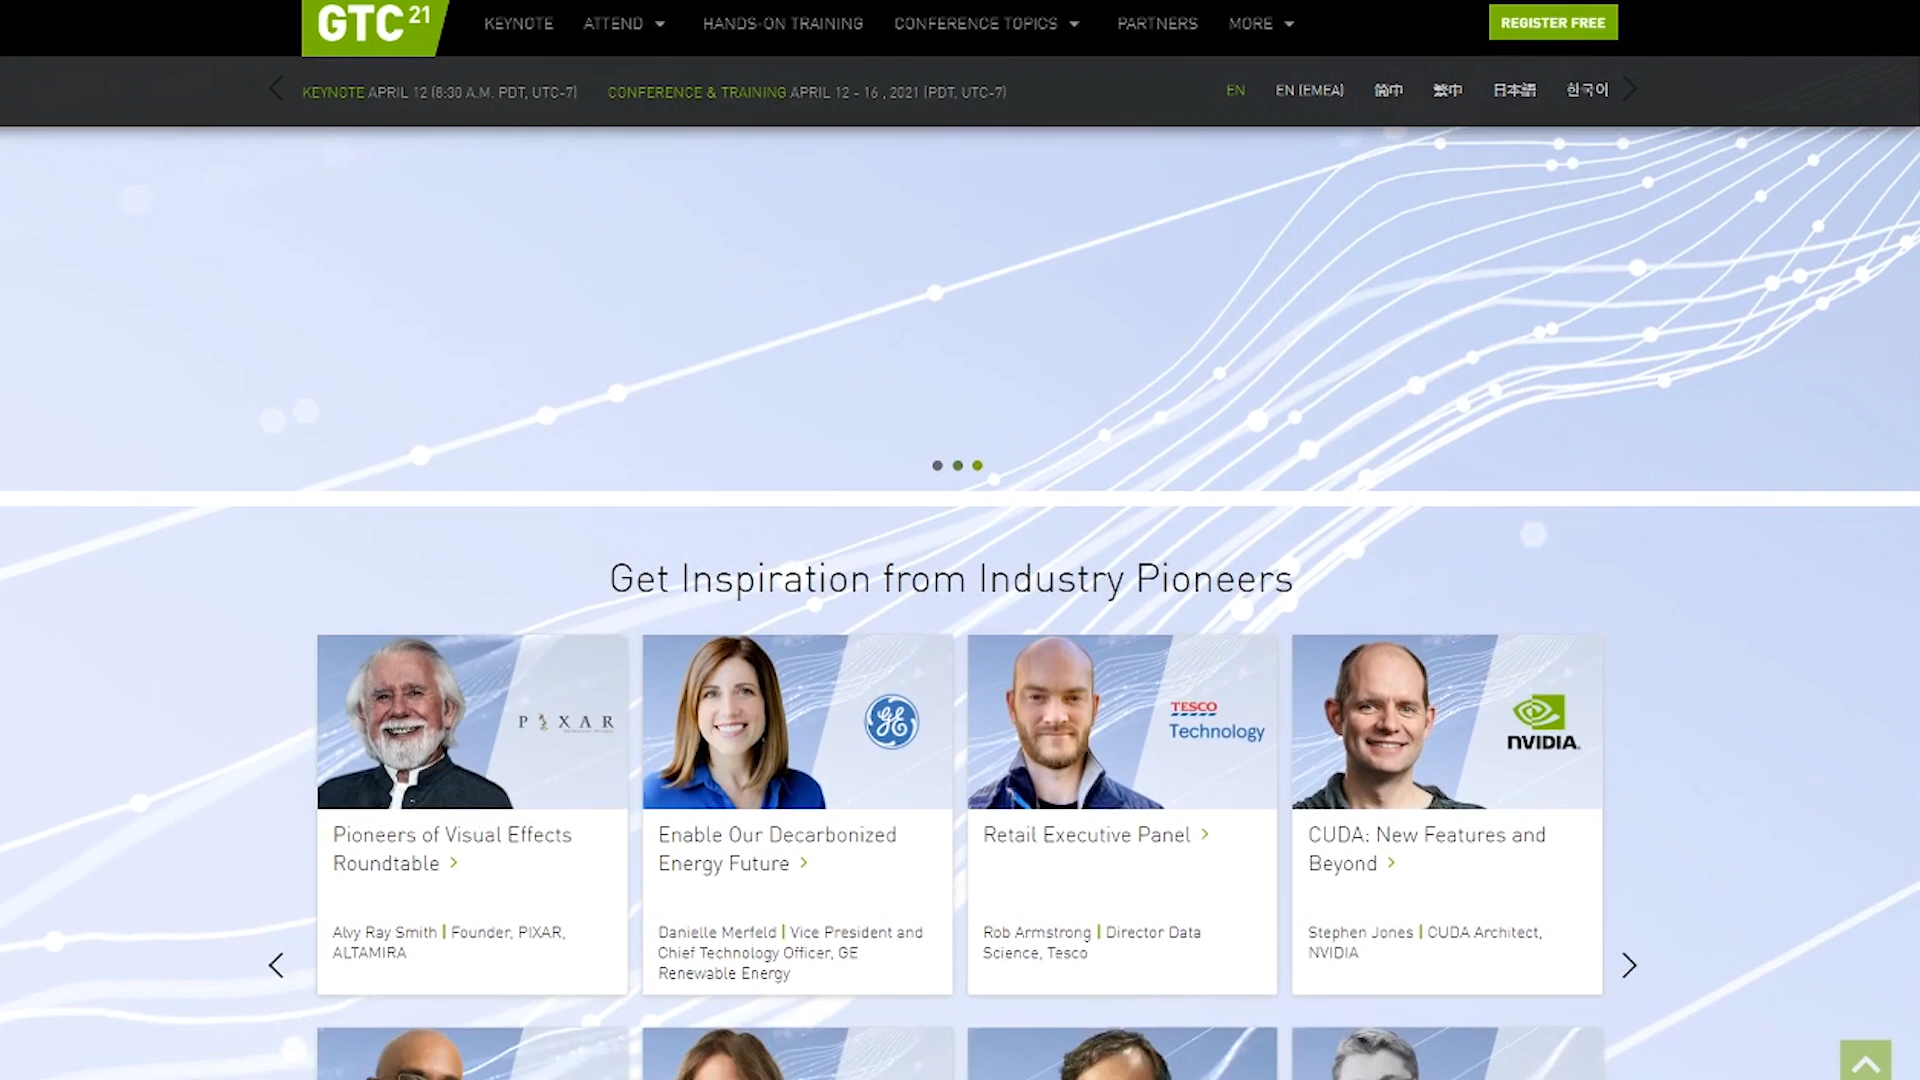 GTC 21
KEYNOTE
ATTEND
HANDS-ON TRAINING
CONFERENCE TOPICS
PARTNERS
MORE
REGISTER FREE
KEYNOTE APRIL 12 (8:30 A.M. PDT, UTC-7)
CONFERENCE & TRAINING APRIL 12 - 16 , 2021 (PDT, UTC-7)
EN
EN (EMEA)
简中
繁中
日本語
한국어
Get Inspiration from Industry Pioneers
PIXAR
GE
TESCO
Technology
NVIDIA.
Pioneers of Visual Effects
Roundtable
Alvy Ray Smith | Founder, PIXAR,
ALTAMIRA
Enable Our Decarbonized
Energy Future
Danielle Merfeld | Vice President and
Chief Technology Officer, GE
Renewable Energy
Retail Executive Panel
Rob Armstrong | Director Data
Science, Tesco
CUDA: New Features and
Beyond
Stephen Jones | CUDA Architect,
NVIDIA